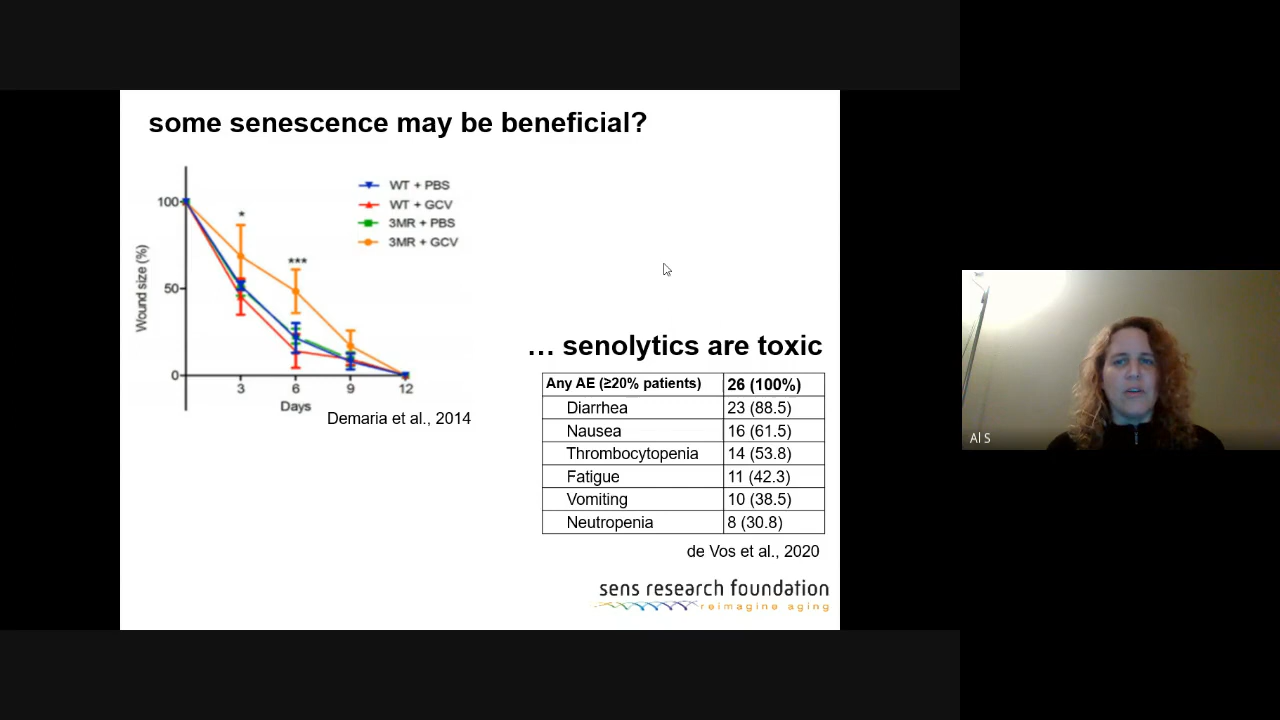 some senescence may be beneficial?
WT + PBS
WT + GCV
3MR + PBS
3MR + GCV
100
50
0
*
***
Wound size (%)
3 6 9 12
Days
Demaria et al., 2014
... senolytics are toxic
Any AE (≥20% patients) 26 (100%)
Diarrhea 23 (88.5)
Nausea 16 (61.5)
Thrombocytopenia 14 (53.8)
Fatigue 11 (42.3)
Vomiting 10 (38.5)
Neutropenia 8 (30.8)
de Vos et al., 2020
sens research foundation
reimagine aging
Al S